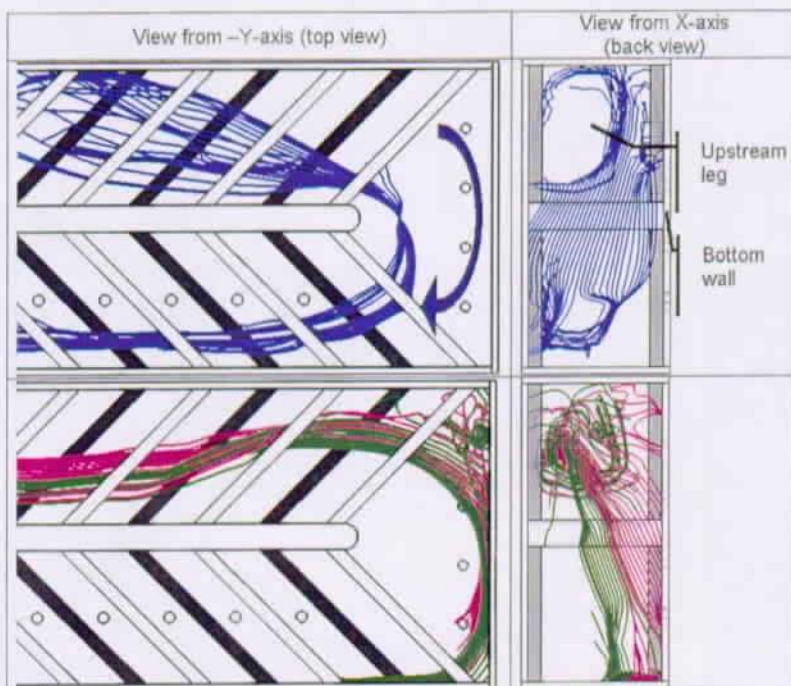 View from –Y-axis (top view)
View from X-axis
(back view)
Upstream
leg
Bottom
wall